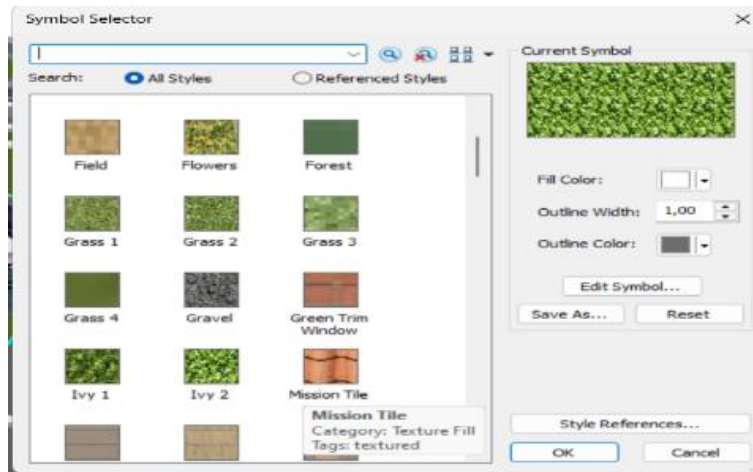 Symbol Selector
Search:
All Styles
Referenced Styles
Field
Flowers
Forest
Grass 1
Grass 2
Grass 3
Grass 4
Gravel
Green Trim
Window
Ivy 1
Ivy 2
Mission Tile
Mission Tile
Category: Texture Fill
Tags: textured
Current Symbol
Fill Color:
Outline Width:
1,00
Outline Color:
Edit Symbol...
Save As...
Reset
Style References...
OK
Cancel